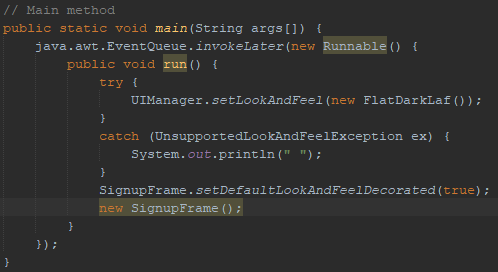 // Main method
public static void main(String args[]) {
    java.awt.EventQueue.invokeLater(new Runnable() {
        public void run() {
            try {
                UIManager.setLookAndFeel(new FlatDarkLaf());
            }
            catch (UnsupportedLookAndFeelException ex) {
                System.out.println(" ");
            }
            SignupFrame.setDefaultLookAndFeelDecorated(true);
            new SignupFrame();
        }
    });
}